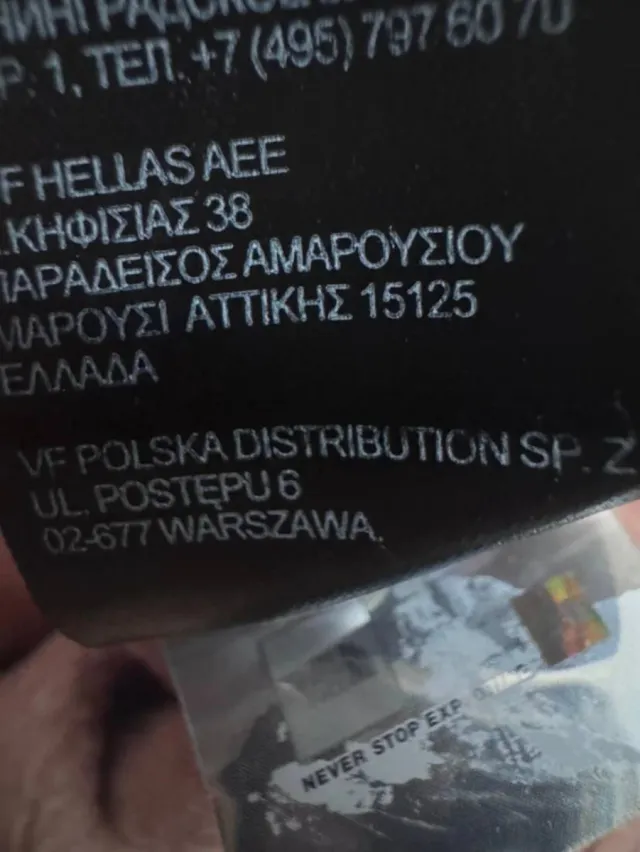 Р: 1, ТЕЛ. +7 (495) 797 60 70
F HELLAS AEE
.ΚΗΦΙΣΙΑΣ 38
ΠΑΡΑΔΕΙΣΟΣ ΑΜΑΡΟΥΣΙΟΥ
ΜΑΡΟΥΣΙ ΑΤΤΙΚΗΣ 15125
ΕΛΛΑΔΑ
VF POLSKA DISTRIBUTION SP. Z
UL. POSTĘPU 6
02-677 WARSZAWA.
NEVER STOP EXP